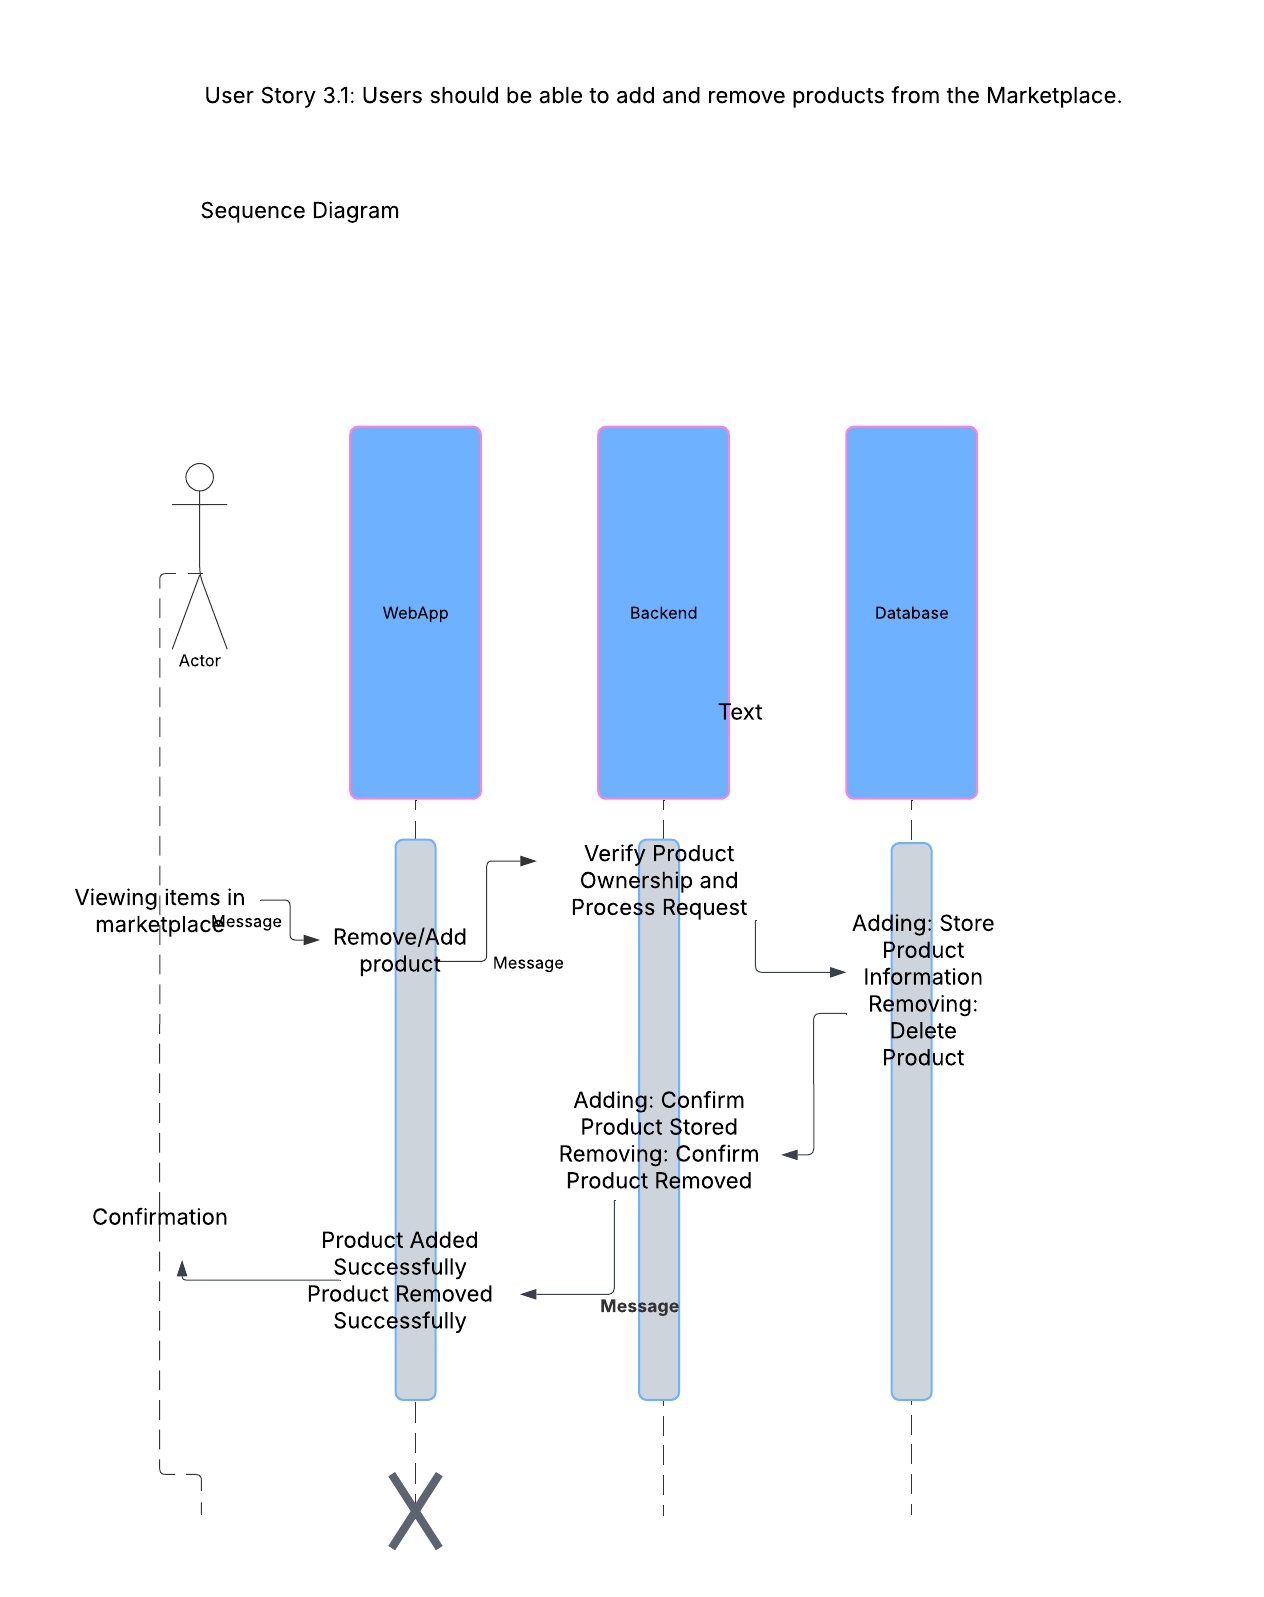 User Story 3.1: Users should be able to add and remove products from the Marketplace.
Sequence Diagram
Actor
WebApp
Backend
Database
Text
Viewing items in
marketplace
Message
Remove/Add
product
Message
Verify Product
Ownership and
Process Request
Adding: Store
Product
Information
Removing:
Delete
Product
Adding: Confirm
Product Stored
Removing: Confirm
Product Removed
Message
Product Added
Successfully
Product Removed
Successfully
Confirmation